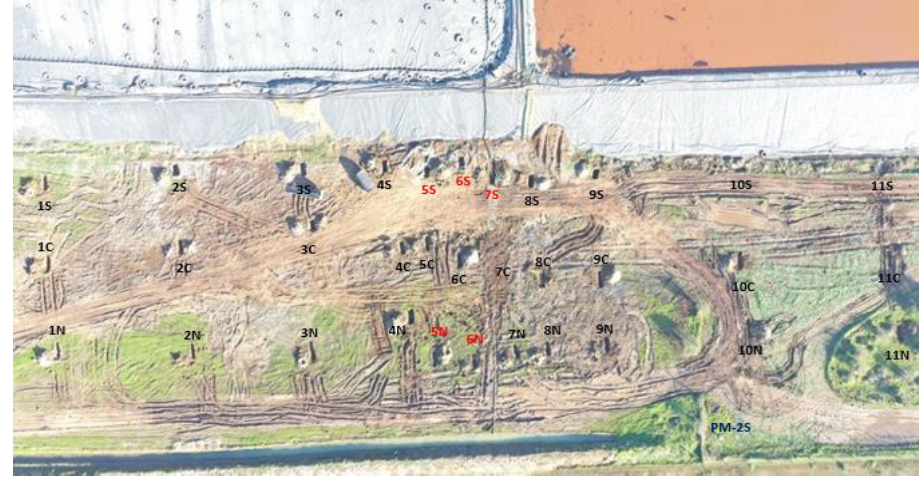 1S 2S 3S 4S 5S 6S 7S 8S 9S 10S 11S
1C 2C 3C 4C 5C 6C 7C 8C 9C 10C 11C
1N 2N 3N 4N 5N 6N 7N 8N 9N 10N 11N
PM-2S